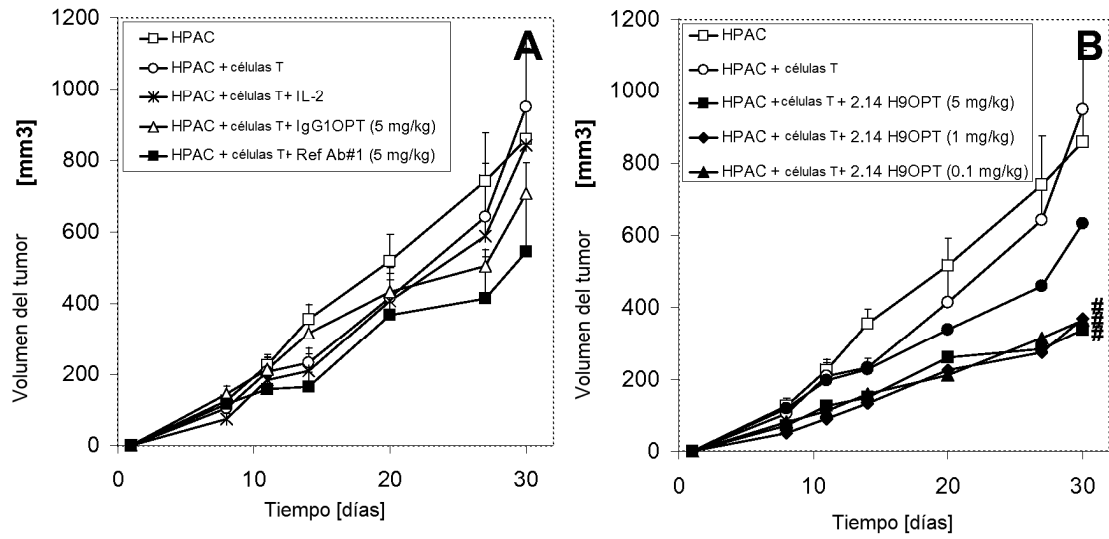 1200
1000
800
600
400
200
0
0
10
20
30
[mm3]
Volumen del tumor
Tiempo [días]
A
HPAC
HPAC + células T
HPAC + células T + IL-2
HPAC + células T + IgG1OPT (5 mg/kg)
HPAC + células T + Ref Ab#1 (5 mg/kg)
1200
1000
800
600
400
200
0
0
10
20
30
[mm3]
Volumen del tumor
Tiempo [días]
B
HPAC
HPAC + células T
HPAC + células T + 2.14 H9OPT (5 mg/kg)
HPAC + células T + 2.14 H9OPT (1 mg/kg)
HPAC + células T + 2.14 H9OPT (0.1 mg/kg)
#
#
#